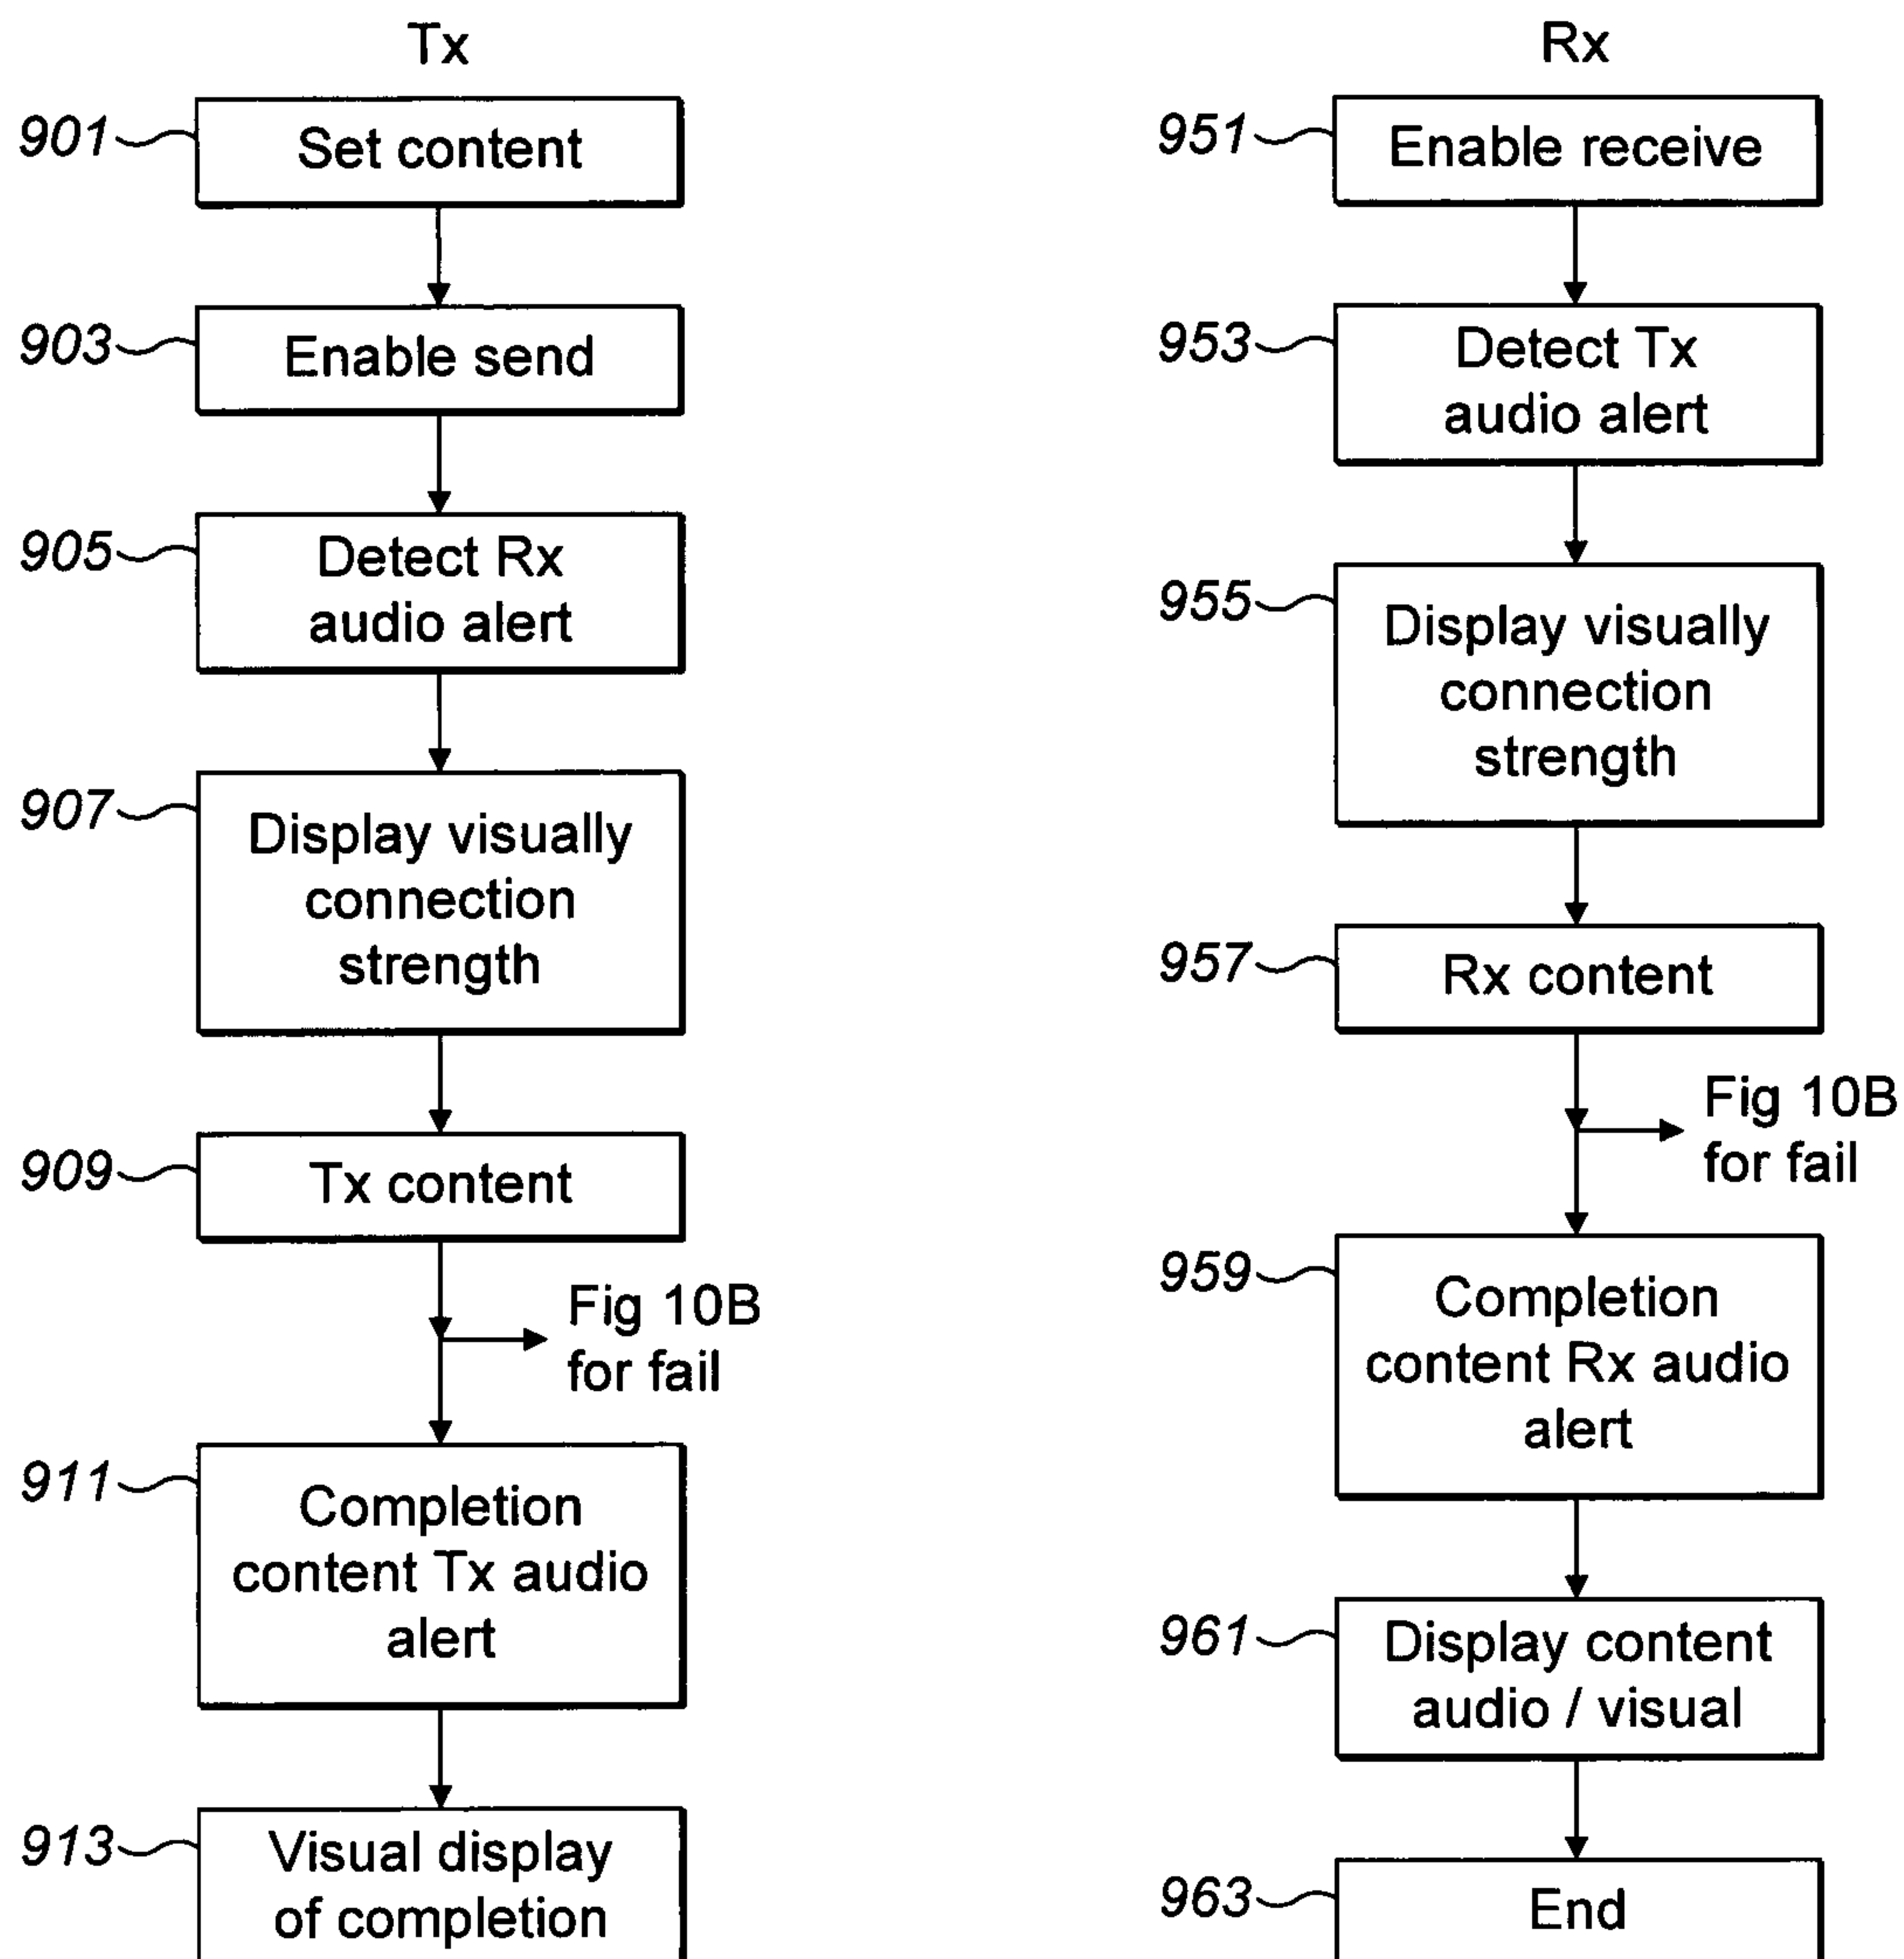 Tx
901
Set content
903
Enable send
905
Detect Rx
audio alert
907
Display visually
connection
strength
909
Tx content
Fig 10B
for fail
911
Completion
content Tx audio
alert
913
Visual display
of completion
Rx
951
Enable receive
953
Detect Tx
audio alert
955
Display visually
connection
strength
957
Rx content
Fig 10B
for fail
959
Completion
content Rx audio
alert
961
Display content
audio / visual
963
End